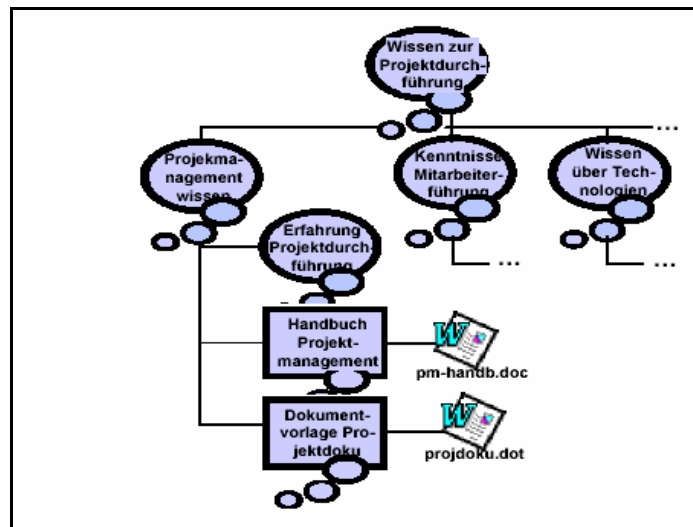 Wissen zur
Projektdurch-
führung
...
Projekma-
nagement
wissen
Kenntnisse
Mitarbeiter-
führung
Wissen
über Tech-
nologien
Erfahrung
Projektdurch-
führung
...
...
Handbuch
Projekt-
management
W
pm-handb.doc
Dokument-
vorlage Pro-
jektdoku
W
projdoku.dot